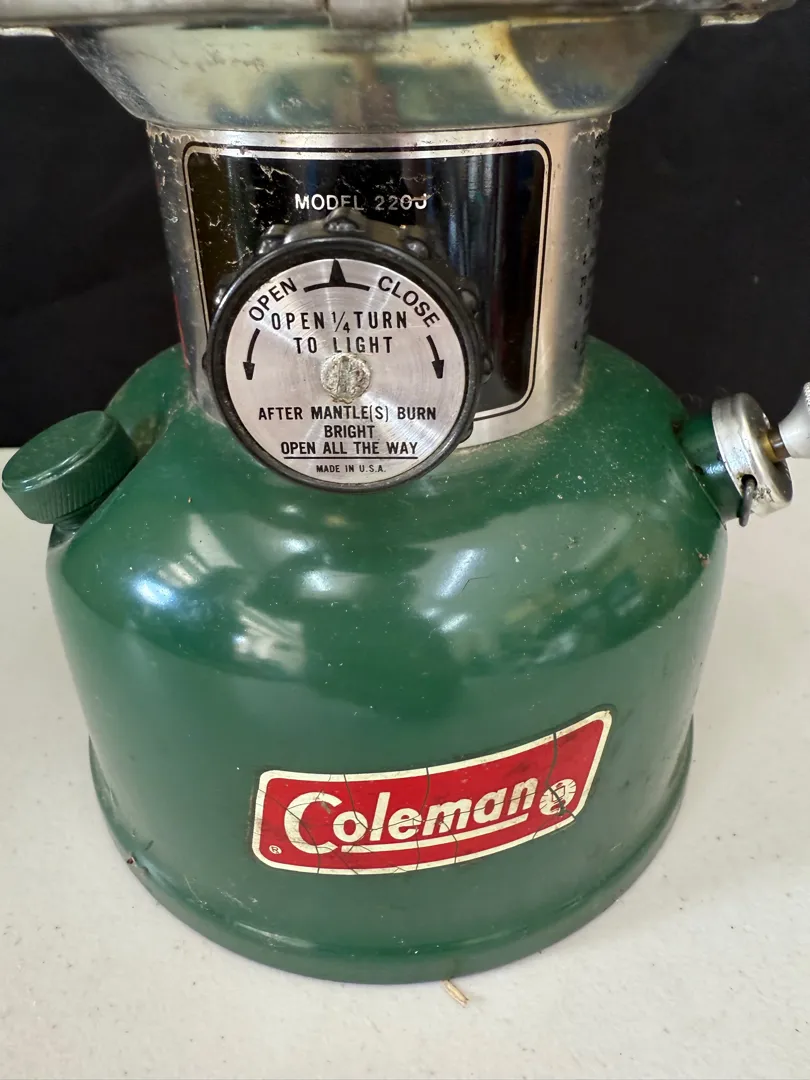 MODEL 220J
OPEN CLOSE
OPEN 1/4 TURN
TO LIGHT
AFTER MANTLE(S) BURN
BRIGHT
OPEN ALL THE WAY
MADE IN U.S.A.
Coleman
®